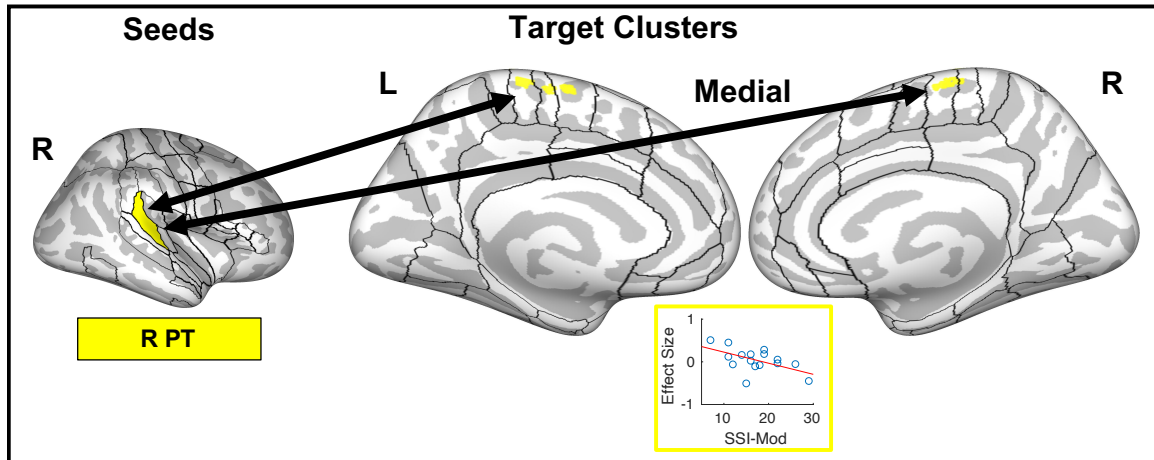 Seeds
Target Clusters
L
Medial
R
R
R PT
1
0
-1
Effect Size
10 20 30
SSI-Mod